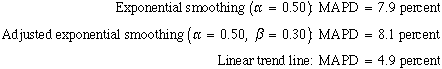 Exponential smoothing (α = 0.50) MAPD = 7.9 percent
Adjusted exponential smoothing (α = 0.50, β = 0.30) MAPD = 8.1 percent
Linear trend line: MAPD = 4.9 percent